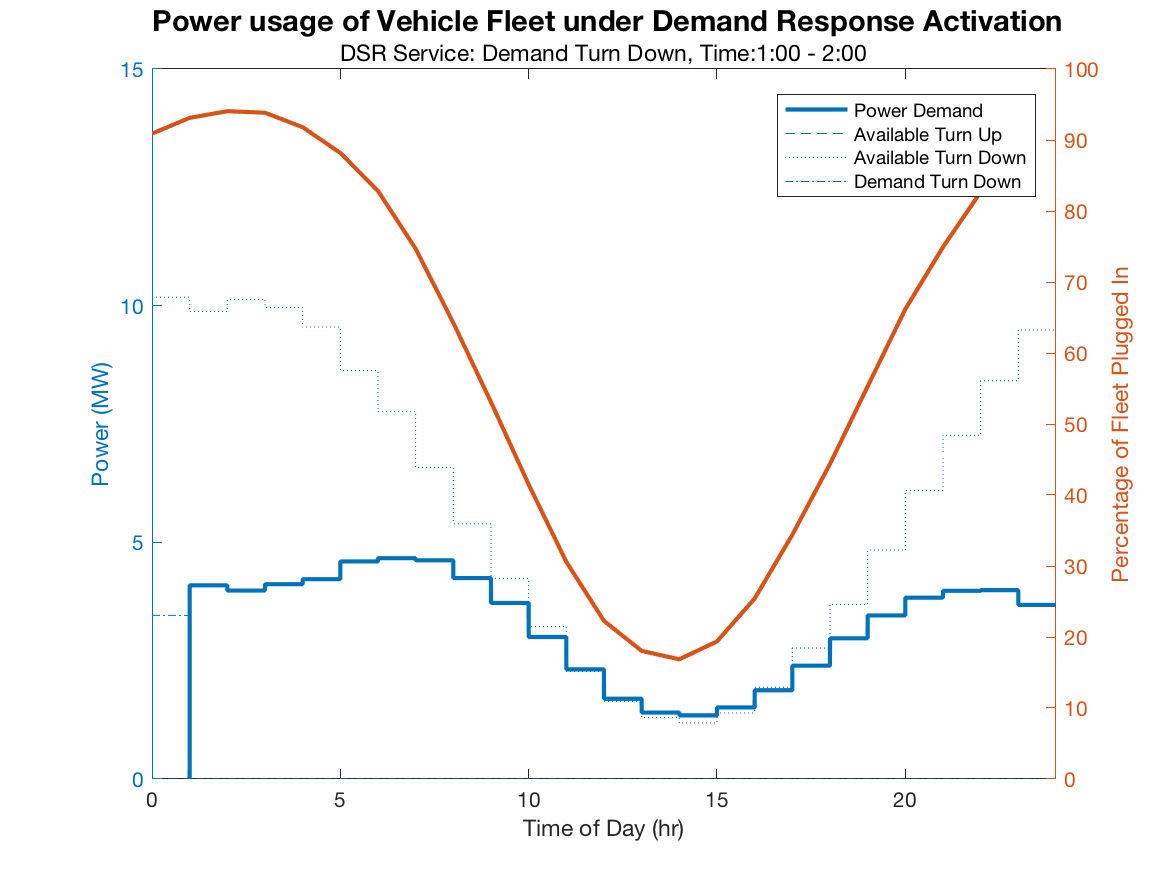 Power usage of Vehicle Fleet under Demand Response Activation
DSR Service: Demand Turn Down, Time:1:00 - 2:00
15
10
5
0
Power (MW)
Power Demand
Available Turn Up
Available Turn Down
Demand Turn Down
100
90
80
70
60
50
40
30
20
10
0
Percentage of Fleet Plugged In
0 5 10 15 20
Time of Day (hr)